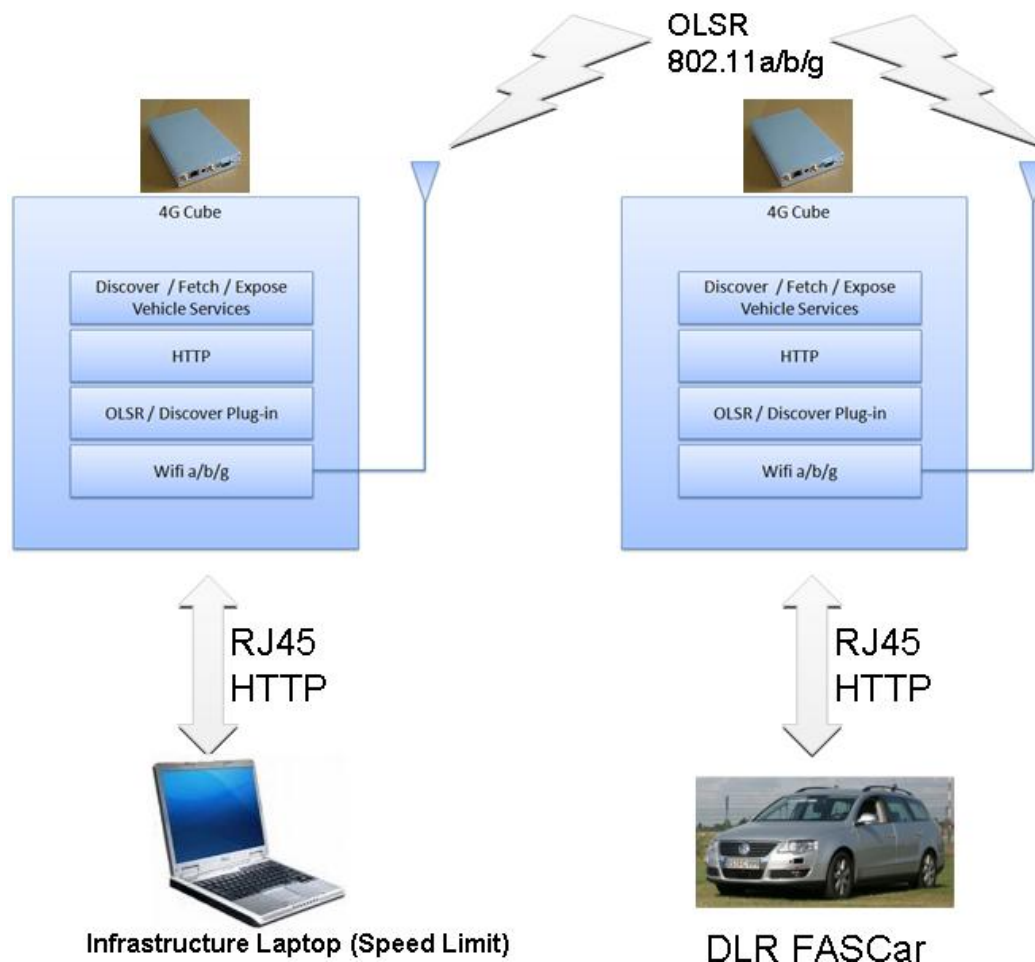 OLSR
802.11a/b/g
4G Cube
Discover / Fetch / Expose
Vehicle Services
HTTP
OLSR / Discover Plug-in
Wifi a/b/g
4G Cube
Discover / Fetch / Expose
Vehicle Services
HTTP
OLSR / Discover Plug-in
Wifi a/b/g
RJ45
HTTP
RJ45
HTTP
Infrastructure Laptop (Speed Limit)
DLR FASCar